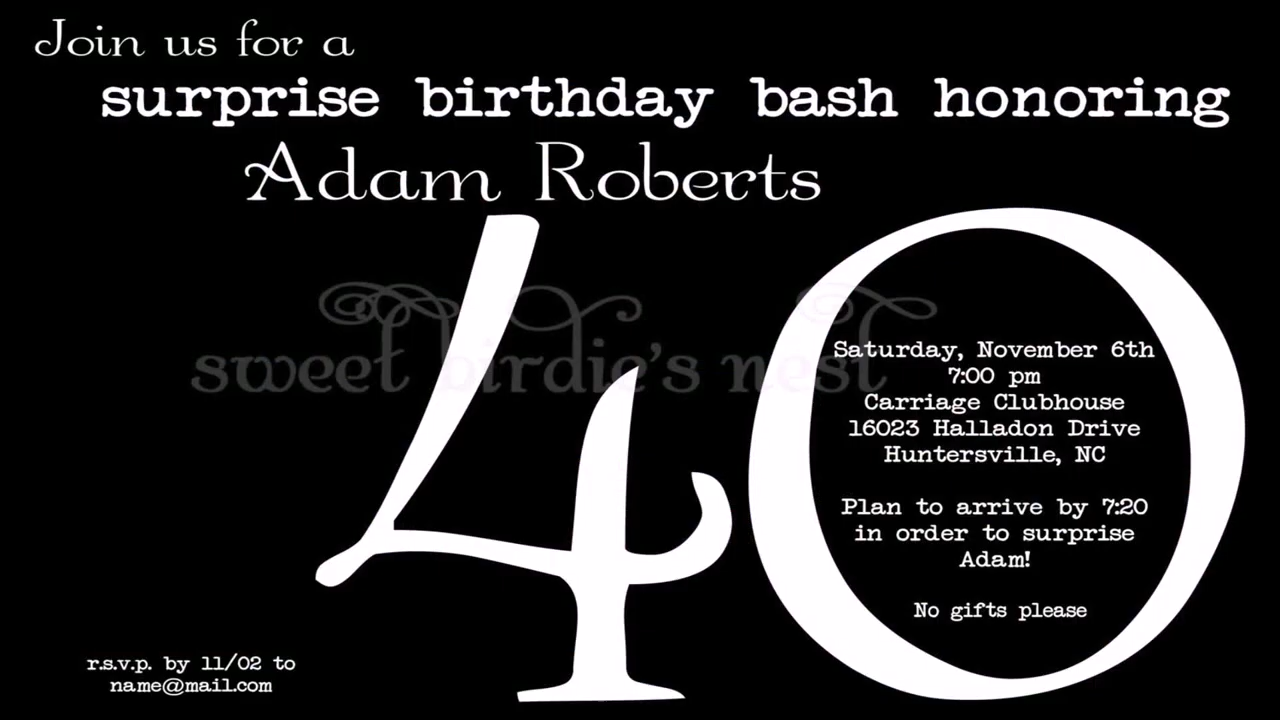 Join us for a
surprise birthday bash honoring
Adam Roberts
40
sweet birdie's nest
Saturday, November 6th
7:00 pm
Carriage Clubhouse
16023 Halladon Drive
Huntersville, NC
Plan to arrive by 7:20
in order to surprise
Adam!
No gifts please
r.s.v.p. by 11/02 to
name@mail.com